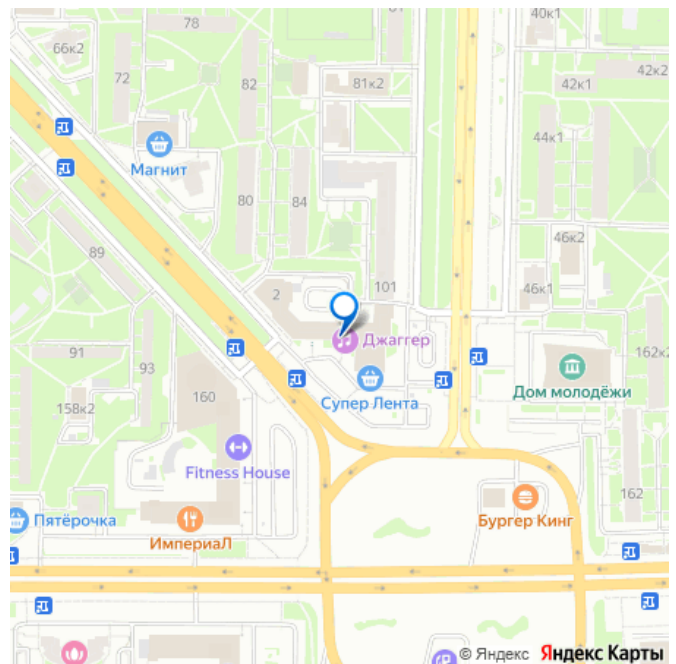 78
81
40к1
66к2
72
82
81к2
42к1
42к2
44к1
Магнит
80
84
89
46к2
2
101
46к1
Джаггер
91
93
162к2
Дом молодёжи
158к2
160
Супер Лента
Fitness House
162
Пятёрочка
ИмпериаЛ
Бургер Кинг
© Яндекс Яндекс Карты